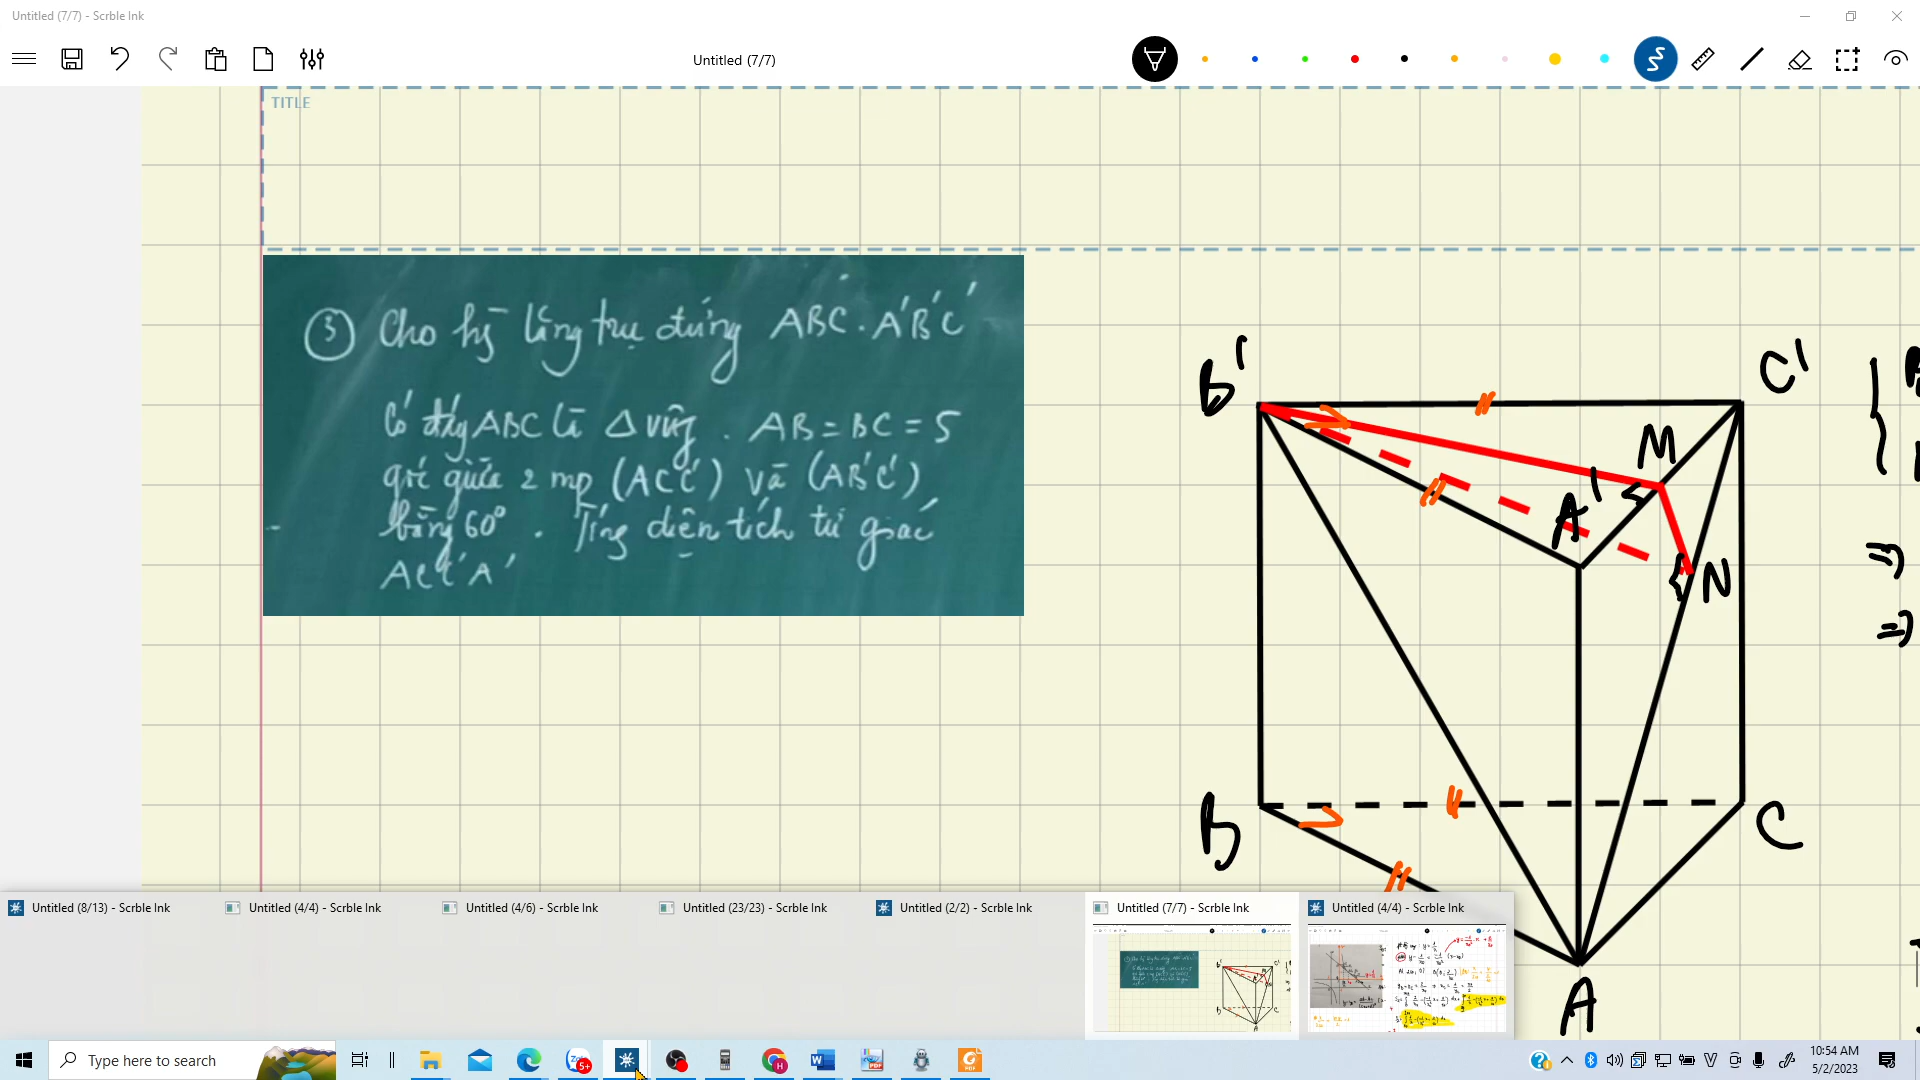 Untitled (7/7) - Scrble Ink
Untitled (7/7)
TITLE
③ Cho hỹ lăng trụ đứng ABC.A'B'C'
Có đáy ABC là Δ vuông. AB=BC=5
góc giữa 2 mp (ACC') và (AB'C')
bằng 60°. Tính diện tích tứ giác
ACC'A'
B'
C'
M
A'
N
⇒
⇒
B
C
A
Untitled (8/13) - Scrble Ink
Untitled (4/4) - Scrble Ink
Untitled (4/6) - Scrble Ink
Untitled (23/23) - Scrble Ink
Untitled (2/2) - Scrble Ink
Untitled (7/7) - Scrble Ink
Untitled (4/4) - Scrble Ink
Type here to search
5+
10:54 AM
5/2/2023